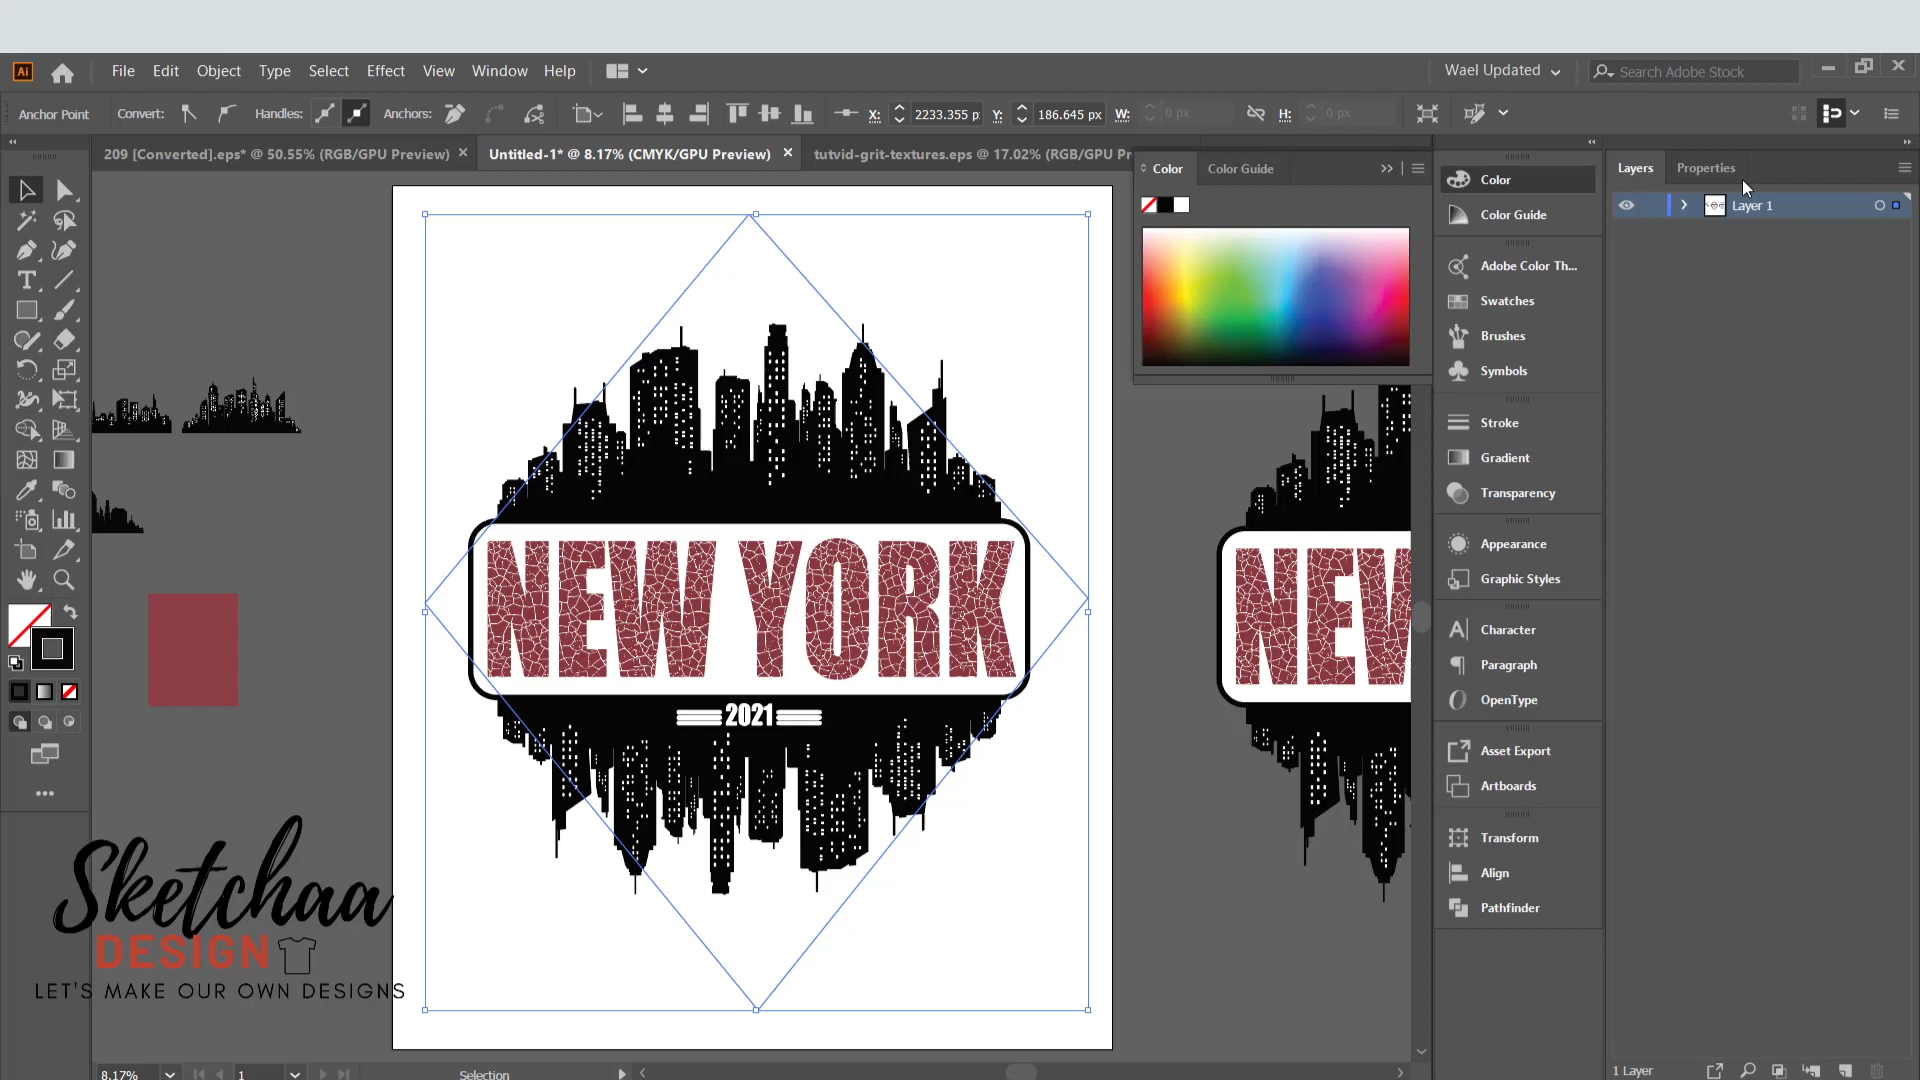 Ai File Edit Object Type Select Effect View Window Help Wael Updated Search Adobe Stock
Anchor Point Convert: Handles: Anchors: X: 2233.355 p Y: 186.645 px W: 0 px H: 0 px
209 [Converted].eps* @ 50.55% (RGB/GPU Preview) Untitled-1* @ 8.17% (CMYK/GPU Preview) tutvid-grit-textures.eps @ 17.02% (RGB/GPU Pr
Color Color Guide
Color
Color Guide
Adobe Color Th...
Swatches
Brushes
Symbols
Stroke
Gradient
Transparency
Appearance
Graphic Styles
Character
Paragraph
OpenType
Asset Export
Artboards
Transform
Align
Pathfinder
Layers Properties
Layer 1
NEW YORK
2021
NEW
Sketchaa
DESIGN
LET'S MAKE OUR OWN DESIGNS
8.17% 1 Selection
1 Layer